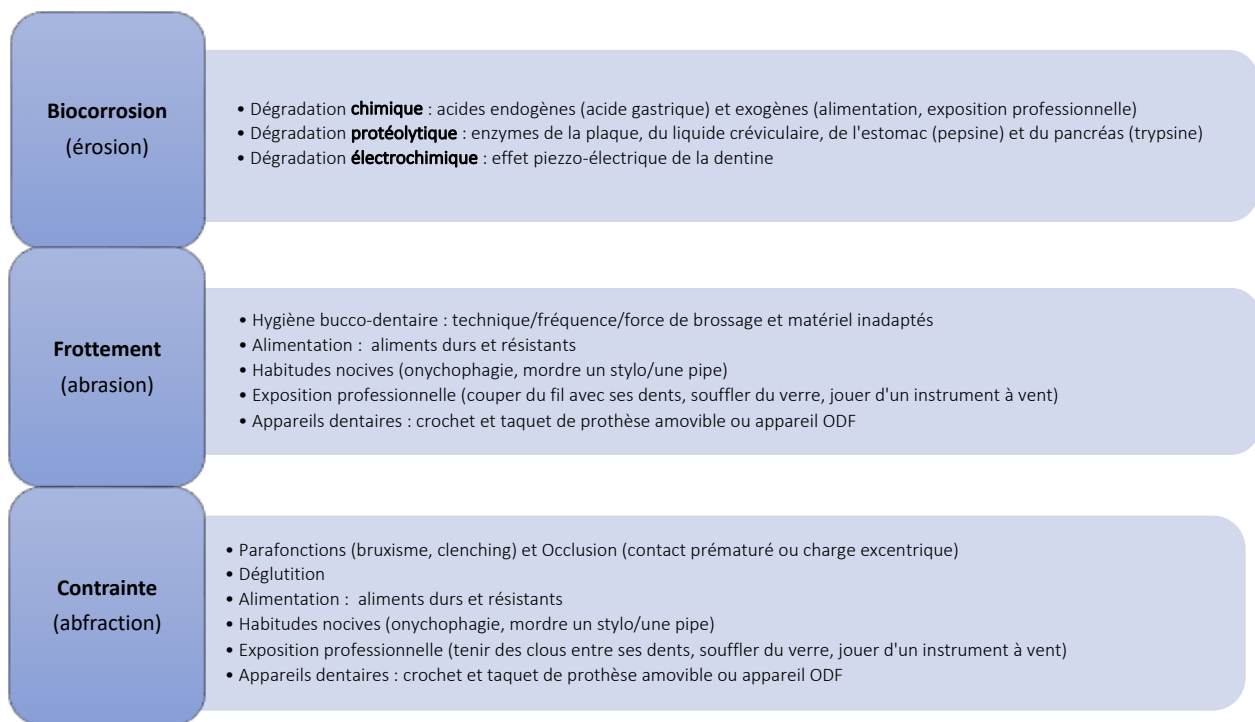 Biocorrosion
(érosion)
• Dégradation chimique : acides endogènes (acide gastrique) et exogènes (alimentation, exposition professionnelle)
• Dégradation protéolytique : enzymes de la plaque, du liquide créviculaire, de l'estomac (pepsine) et du pancréas (trypsine)
• Dégradation électrochimique : effet piezzo-électrique de la dentine
Frottement
(abrasion)
• Hygiène bucco-dentaire : technique/fréquence/force de brossage et matériel inadaptés
• Alimentation : aliments durs et résistants
• Habitudes nocives (onychophagie, mordre un stylo/une pipe)
• Exposition professionnelle (couper du fil avec ses dents, souffler du verre, jouer d'un instrument à vent)
• Appareils dentaires : crochet et taquet de prothèse amovible ou appareil ODF
Contrainte
(abfraction)
• Parafonctions (bruxisme, clenching) et Occlusion (contact prématuré ou charge excentrique)
• Déglutition
• Alimentation : aliments durs et résistants
• Habitudes nocives (onychophagie, mordre un stylo/une pipe)
• Exposition professionnelle (tenir des clous entre ses dents, souffler du verre, jouer d'un instrument à vent)
• Appareils dentaires : crochet et taquet de prothèse amovible ou appareil ODF